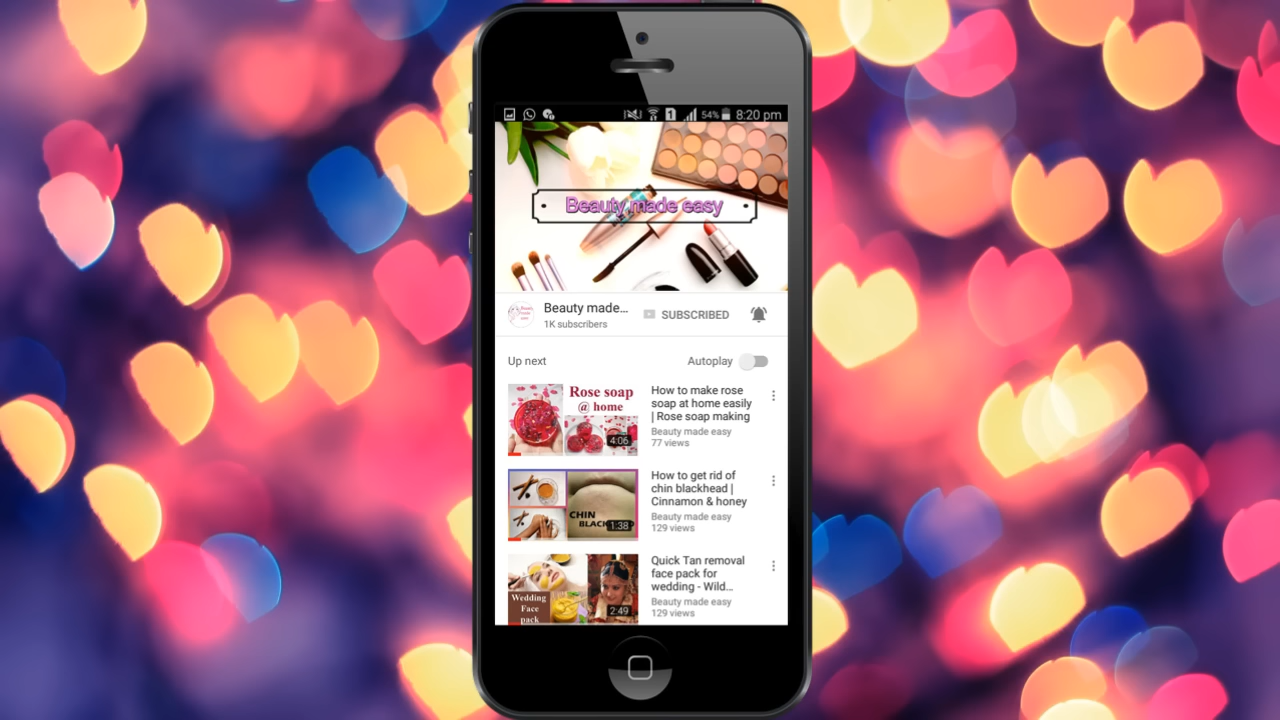 1 54% 8:20 pm
Beauty made easy
Beauty made...
1K subscribers
SUBSCRIBED
Up next
Autoplay
Rose soap
@ home
4:06
How to make rose
soap at home easily
| Rose soap making
Beauty made easy
77 views
CHIN
1:38
How to get rid of
chin blackhead |
Cinnamon & honey
Beauty made easy
129 views
Wedding
Face
pack
2:49
Quick Tan removal
face pack for
wedding - Wild...
Beauty made easy
129 views